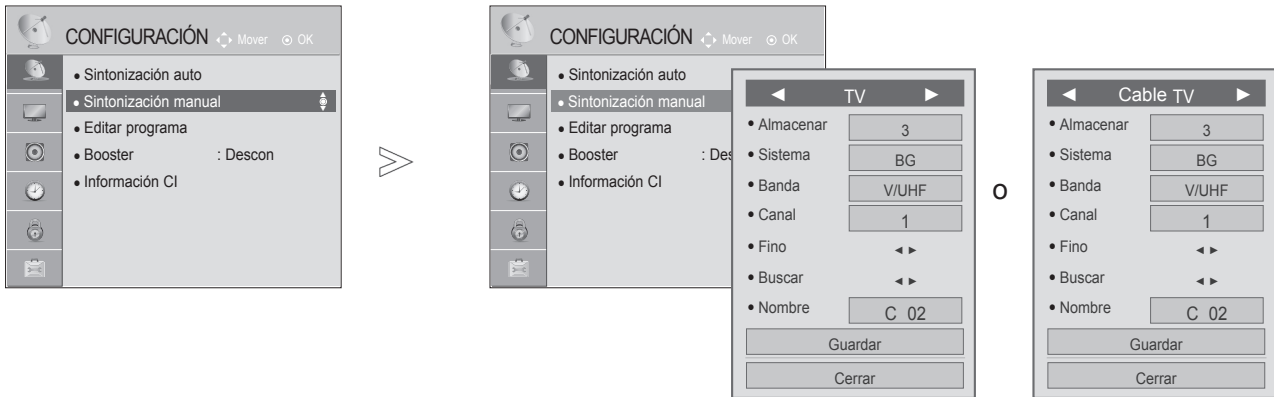 CONFIGURACIÓN Mover OK
• Sintonización auto
• Sintonización manual
• Editar programa
• Booster : Descon
• Información CI
CONFIGURACIÓN Mover OK
• Sintonización auto
• Sintonización manual
• Editar programa
• Booster : Des
• Información CI
◄ TV ►
• Almacenar 3
• Sistema BG
• Banda V/UHF
• Canal 1
• Fino ◄ ►
• Buscar ◄ ►
• Nombre C 02
Guardar
Cerrar
o
◄ Cable TV ►
• Almacenar 3
• Sistema BG
• Banda V/UHF
• Canal 1
• Fino ◄ ►
• Buscar ◄ ►
• Nombre C 02
Guardar
Cerrar